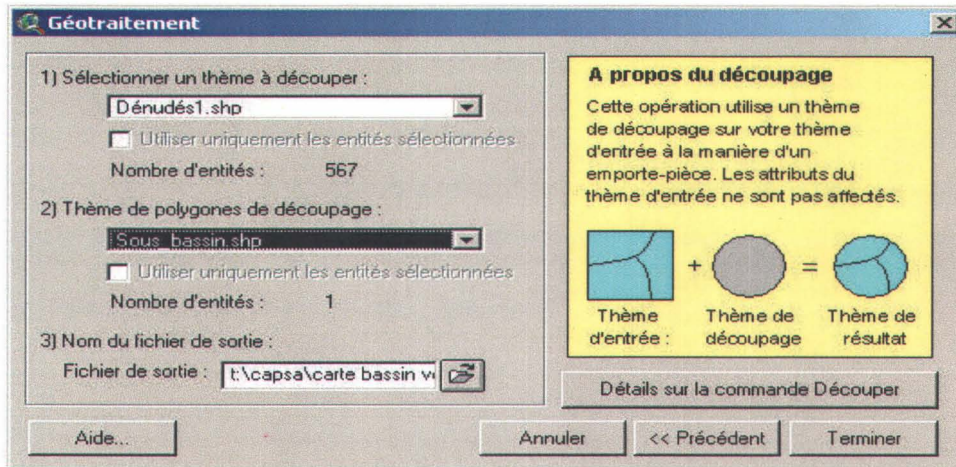 Géotraitement
1) Sélectionner un thème à découper :
Dénudés1.shp
Utiliser uniquement les entités sélectionnées
Nombre d'entités : 567
2) Thème de polygones de découpage :
Sous_bassin.shp
Utiliser uniquement les entités sélectionnées
Nombre d'entités : 1
3) Nom du fichier de sortie :
Fichier de sortie : t:\capsa\carte bassin
A propos du découpage
Cette opération utilise un thème
de découpage sur votre thème
d'entrée à la manière d'un
emporte-pièce. Les attributs du
thème d'entrée ne sont pas affectés.
+ =
Thème d'entrée :
Thème de découpage
Thème de résultat
Détails sur la commande Découper
Aide...
Annuler
<< Précédent
Terminer